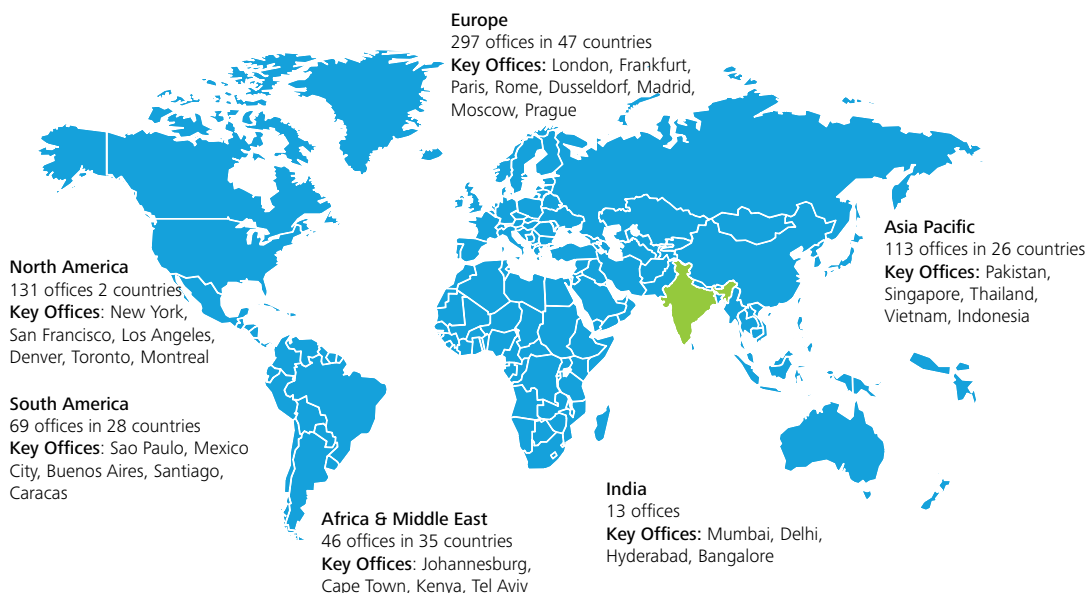 Europe
297 offices in 47 countries
Key Offices: London, Frankfurt,
Paris, Rome, Dusseldorf, Madrid,
Moscow, Prague
Asia Pacific
113 offices in 26 countries
Key Offices: Pakistan,
Singapore, Thailand,
Vietnam, Indonesia
North America
131 offices 2 countries
Key Offices: New York,
San Francisco, Los Angeles,
Denver, Toronto, Montreal
South America
69 offices in 28 countries
Key Offices: Sao Paulo, Mexico
City, Buenos Aires, Santiago,
Caracas
Africa & Middle East
46 offices in 35 countries
Key Offices: Johannesburg,
Cape Town, Kenya, Tel Aviv
India
13 offices
Key Offices: Mumbai, Delhi,
Hyderabad, Bangalore